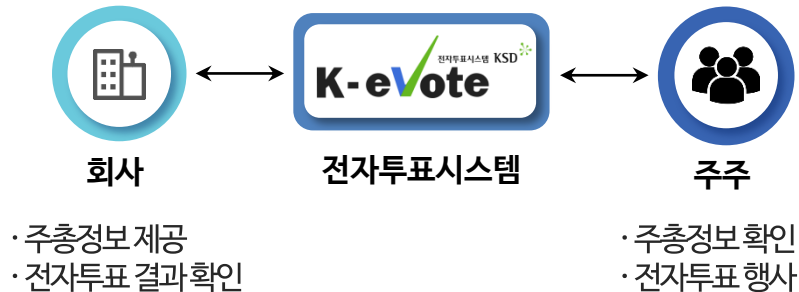 전자투표시스템 KSD
K-eVote
회사
전자투표시스템
주주
· 주총정보 제공
· 전자투표 결과 확인
· 주총정보 확인
· 전자투표 행사